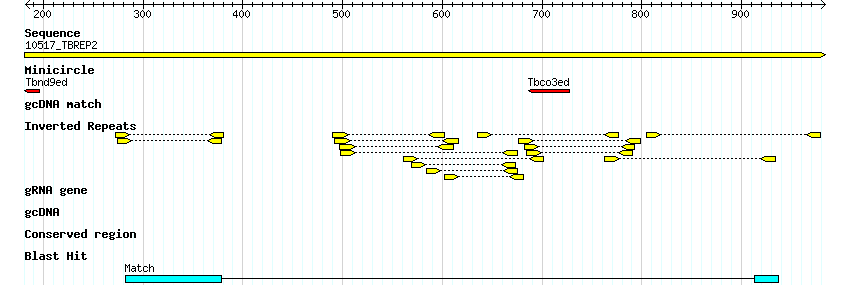 200 300 400 500 600 700 800 900
Sequence
10517_TBREP2
Minicircle
Tbnd9ed Tbco3ed
gcDNA match
Inverted Repeats
gRNA gene
gcDNA
Conserved region
Blast Hit
Match